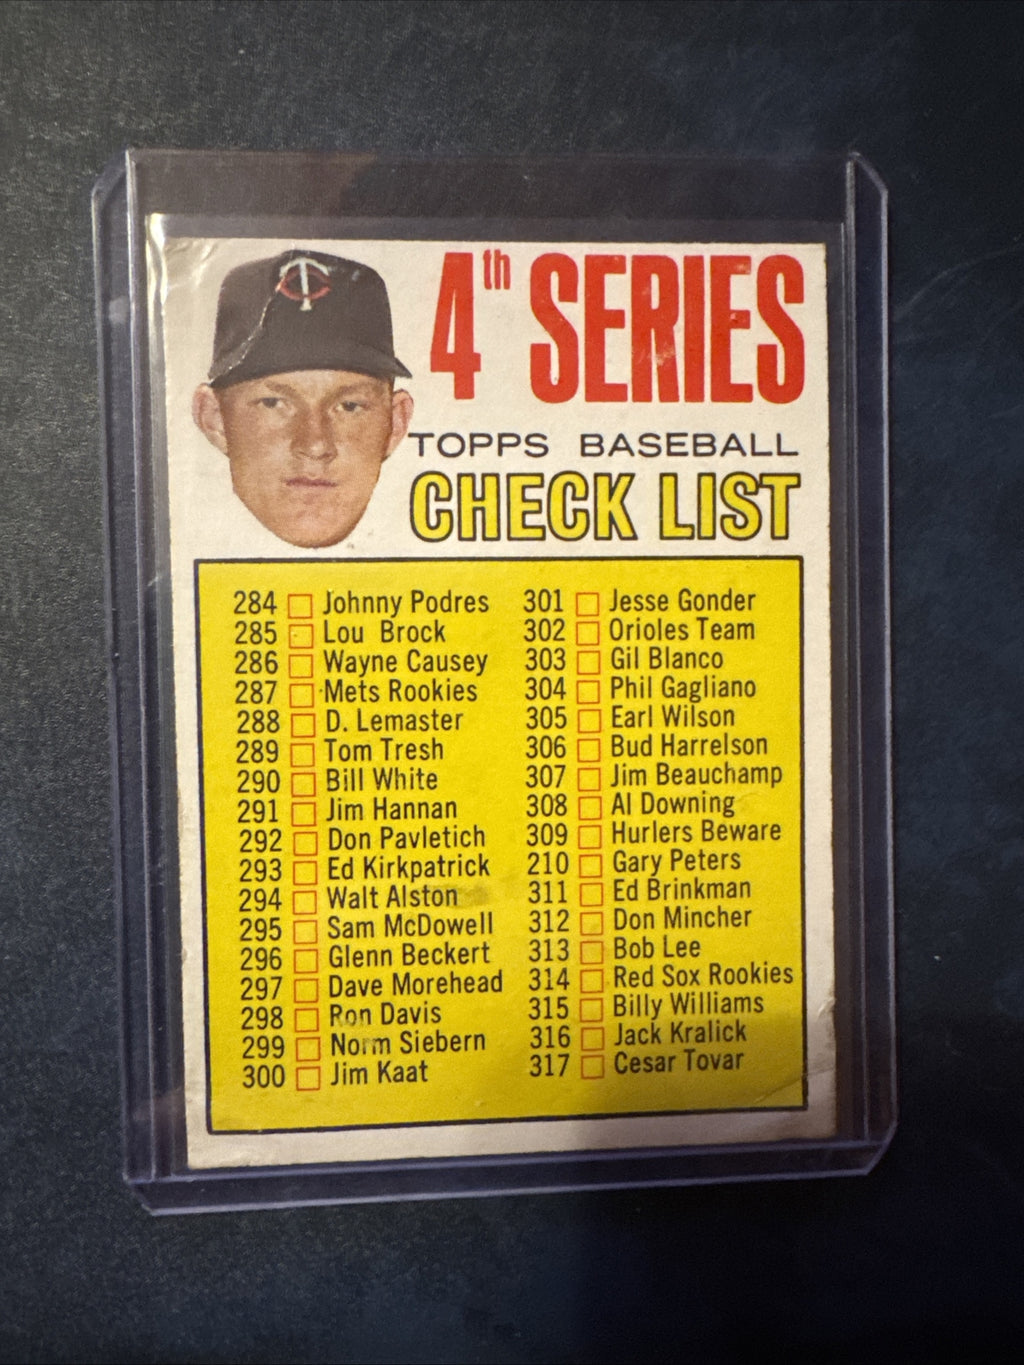 TC
4th SERIES
TOPPS BASEBALL
CHECK LIST
284 Johnny Podres
285 Lou Brock
286 Wayne Causey
287 Mets Rookies
288 D. Lemaster
289 Tom Tresh
290 Bill White
291 Jim Hannan
292 Don Pavletich
293 Ed Kirkpatrick
294 Walt Alston
295 Sam McDowell
296 Glenn Beckert
297 Dave Morehead
298 Ron Davis
299 Norm Siebern
300 Jim Kaat
301 Jesse Gonder
302 Orioles Team
303 Gil Blanco
304 Phil Gagliano
305 Earl Wilson
306 Bud Harrelson
307 Jim Beauchamp
308 Al Downing
309 Hurlers Beware
210 Gary Peters
311 Ed Brinkman
312 Don Mincher
313 Bob Lee
314 Red Sox Rookies
315 Billy Williams
316 Jack Kralick
317 Cesar Tovar